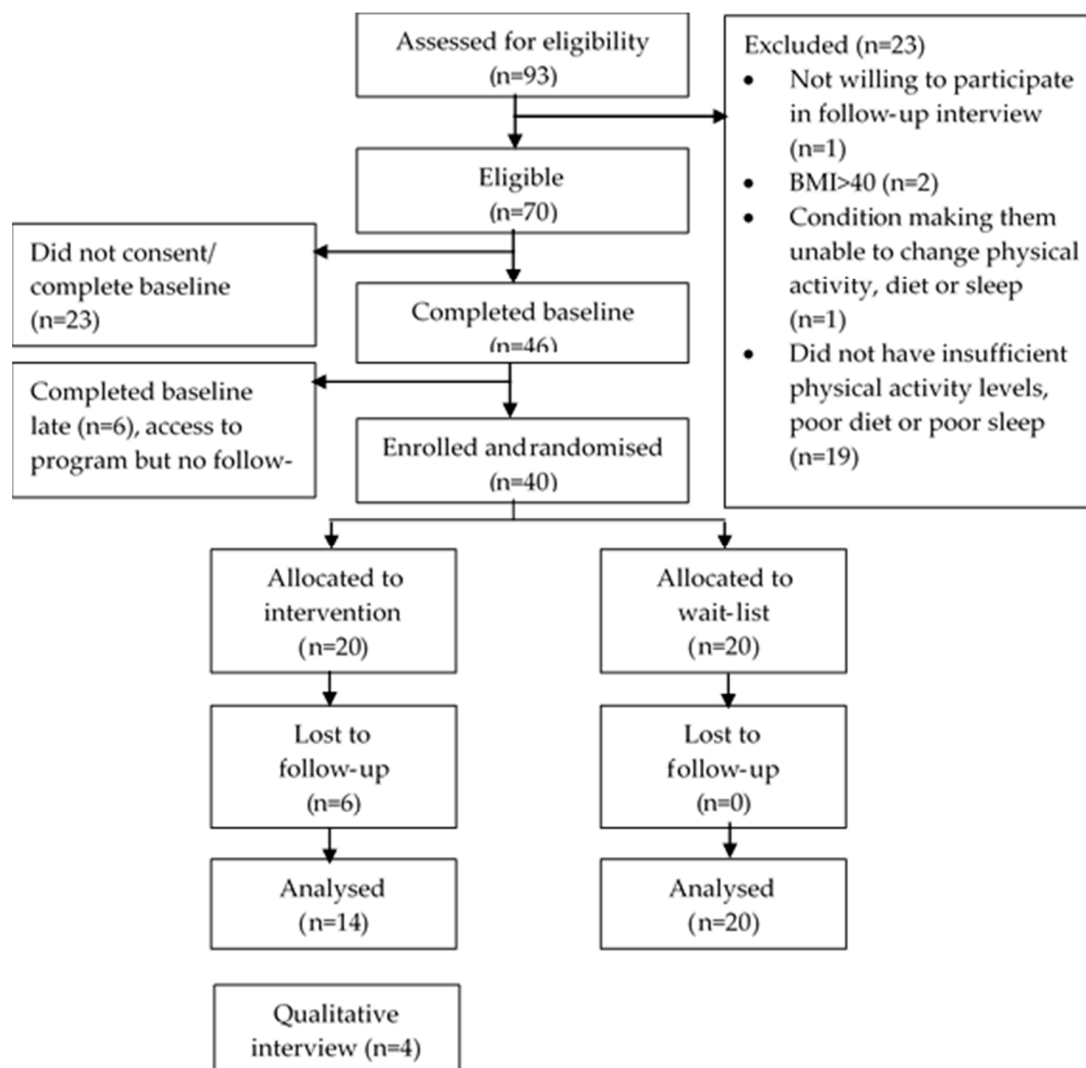 Assessed for eligibility
(n=93)
Excluded (n=23)
• Not willing to participate
in follow-up interview
(n=1)
• BMI>40 (n=2)
• Condition making them
unable to change physical
activity, diet or sleep
(n=1)
• Did not have insufficient
physical activity levels,
poor diet or poor sleep
(n=19)
Eligible
(n=70)
Did not consent/
complete baseline
(n=23)
Completed baseline
(n=46)
Completed baseline
late (n=6), access to
program but no follow-
Enrolled and randomised
(n=40)
Allocated to
intervention
(n=20)
Allocated to
wait-list
(n=20)
Lost to
follow-up
(n=6)
Lost to
follow-up
(n=0)
Analysed
(n=14)
Analysed
(n=20)
Qualitative
interview (n=4)